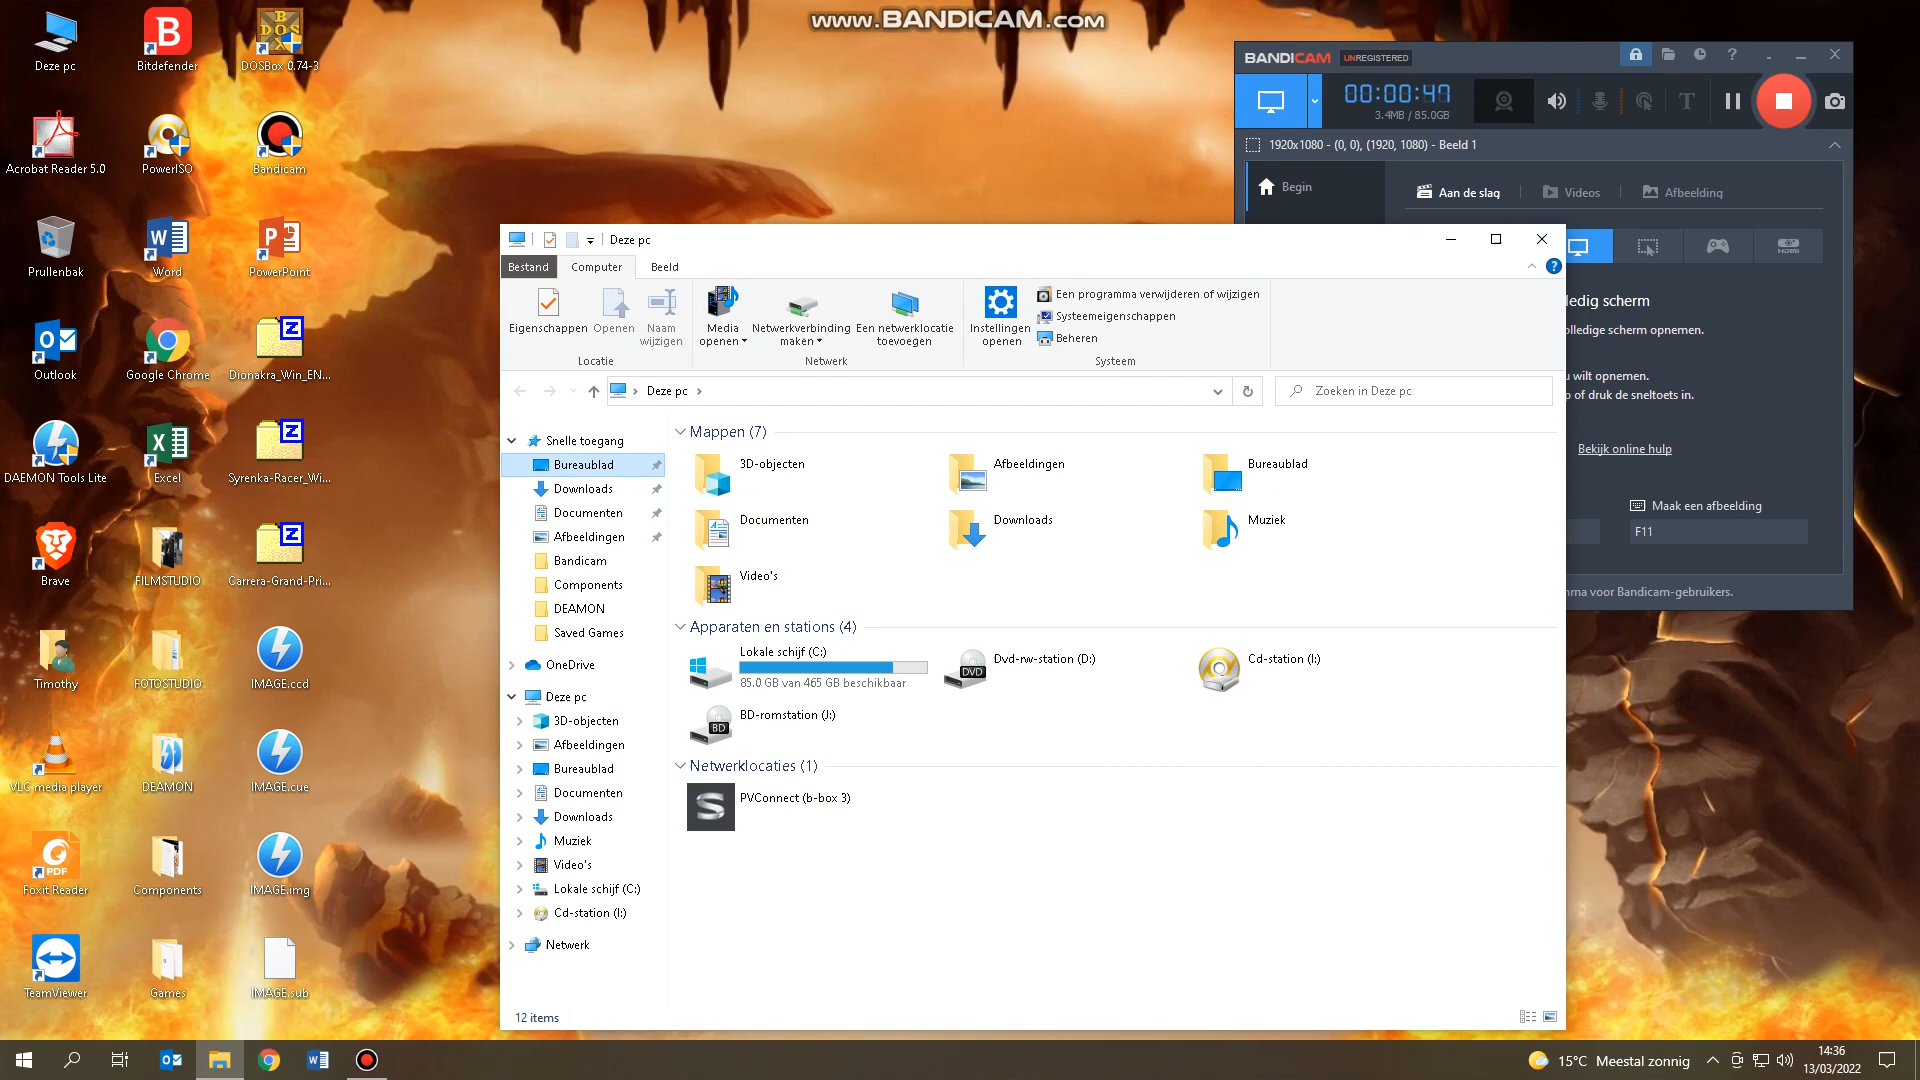 www.BANDICAM.com
Deze pc
Bitdefender
DOSBox 0.74-3
Acrobat Reader 5.0
PowerISO
Bandicam
Prullenbak
Word
PowerPoint
Outlook
Google Chrome
Dionakra_Win_EN...
DAEMON Tools Lite
Excel
Syrenka-Racer_Wi...
Brave
FILMSTUDIO
Carrera-Grand-Pri...
Timothy
FOTOSTUDIO
IMAGE.ccd
VLC media player
DEAMON
IMAGE.cue
Foxit Reader
Components
IMAGE.img
TeamViewer
Games
IMAGE.sub
BANDICAM UNREGISTERED
00:00:47
3.4MB / 85.0GB
1920x1080 - (0, 0), (1920, 1080) - Beeld 1
Begin
Aan de slag
Videos
Afbeelding
HDMI
ledig scherm
olledige scherm opnemen.
u wilt opnemen.
o of druk de sneltoets in.
Bekijk online hulp
Maak een afbeelding
F11
ma voor Bandicam-gebruikers.
Deze pc
Bestand
Computer
Beeld
Eigenschappen
Openen
Naam wijzigen
Locatie
Media openen
Netwerkverbinding maken
Een netwerklocatie toevoegen
Netwerk
Instellingen openen
Een programma verwijderen of wijzigen
Systeemeigenschappen
Beheren
Systeem
Deze pc
Zoeken in Deze pc
Snelle toegang
Bureaublad
Downloads
Documenten
Afbeeldingen
Bandicam
Components
DEAMON
Saved Games
OneDrive
Deze pc
3D-objecten
Afbeeldingen
Bureaublad
Documenten
Downloads
Muziek
Video's
Lokale schijf (C:)
Cd-station (I:)
Netwerk
Mappen (7)
3D-objecten
Afbeeldingen
Bureaublad
Documenten
Downloads
Muziek
Video's
Apparaten en stations (4)
Lokale schijf (C:)
85.0 GB van 465 GB beschikbaar
Dvd-rw-station (D:)
Cd-station (I:)
BD-romstation (J:)
Netwerklocaties (1)
PVConnect (b-box 3)
12 items
15°C Meestal zonnig
14:36
13/03/2022